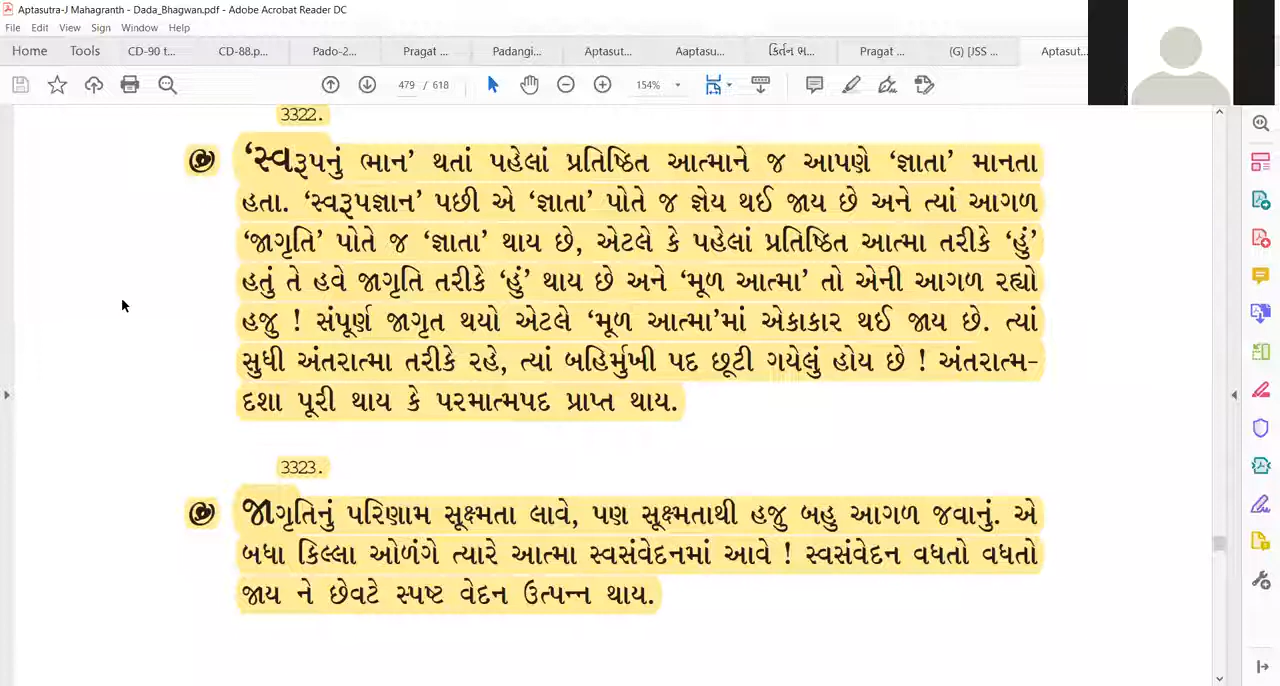 Aptasutra-J Mahagranth - Dada_Bhagwan.pdf - Adobe Acrobat Reader DC
File Edit View Sign Window Help
Home Tools CD-90 t... CD-88.p... Pado-2... Pragat ... Padangi... Aptasut... Aaptasu... કિર્તન ભ... Pragat ... (G) [JSS ... Aptasut...
479 / 618 154%
3322.
‘સ્વરૂપનું ભાન’ થતાં પહેલાં પ્રતિષ્ઠિત આત્માને જ આપણે ‘જ્ઞાતા’ માનતા
હતા. ‘સ્વરૂપજ્ઞાન’ પછી એ ‘જ્ઞાતા’ પોતે જ જ્ઞેય થઈ જાય છે અને ત્યાં આગળ
‘જાગૃતિ’ પોતે જ ‘જ્ઞાતા’ થાય છે, એટલે કે પહેલાં પ્રતિષ્ઠિત આત્મા તરીકે ‘હું’
હતું તે હવે જાગૃતિ તરીકે ‘હું’ થાય છે અને ‘મૂળ આત્મા’ તો એની આગળ રહ્યો
હજુ ! સંપૂર્ણ જાગૃત થયો એટલે ‘મૂળ આત્મા’માં એકાકાર થઈ જાય છે. ત્યાં
સુધી અંતરાત્મા તરીકે રહે, ત્યાં બહિર્મુખી પદ છૂટી ગયેલું હોય છે ! અંતરાત્મ-
દશા પૂરી થાય કે પરમાત્મપદ પ્રાપ્ત થાય.
3323.
જાગૃતિનું પરિણામ સૂક્ષ્મતા લાવે, પણ સૂક્ષ્મતાથી હજુ બહુ આગળ જવાનું. એ
બધા કિલ્લા ઓળંગે ત્યારે આત્મા સ્વસંવેદનમાં આવે ! સ્વસંવેદન વધતો વધતો
જાય ને છેવટે સ્પષ્ટ વેદન ઉત્પન્ન થાય.